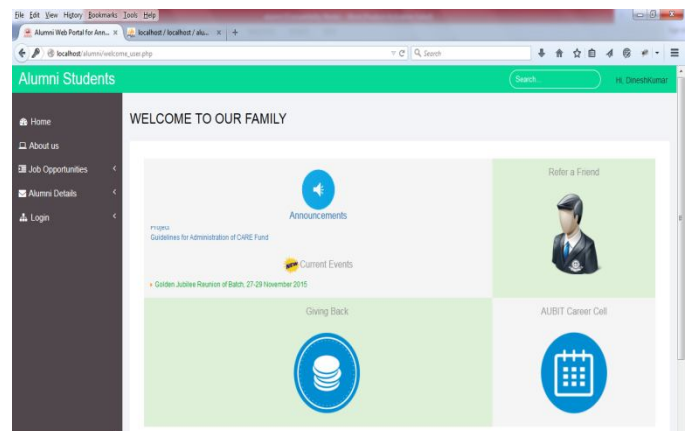 File Edit View History Bookmarks Tools Help
Alumni Web Portal for Ann... × localhost / localhost / alu... × +
localhost/alumni/welcome_user.php Search
Alumni Students Search.. Hi, DineshKumar
Home
About us
Job Opportunities
Alumni Details
Login
WELCOME TO OUR FAMILY
Announcements
Project
Guidelines for Administration of CARE Fund
NEW Current Events
Golden Jubilee Reunion of Batch, 27-29 November 2015
Refer a Friend
Giving Back
AUBIT Career Cell